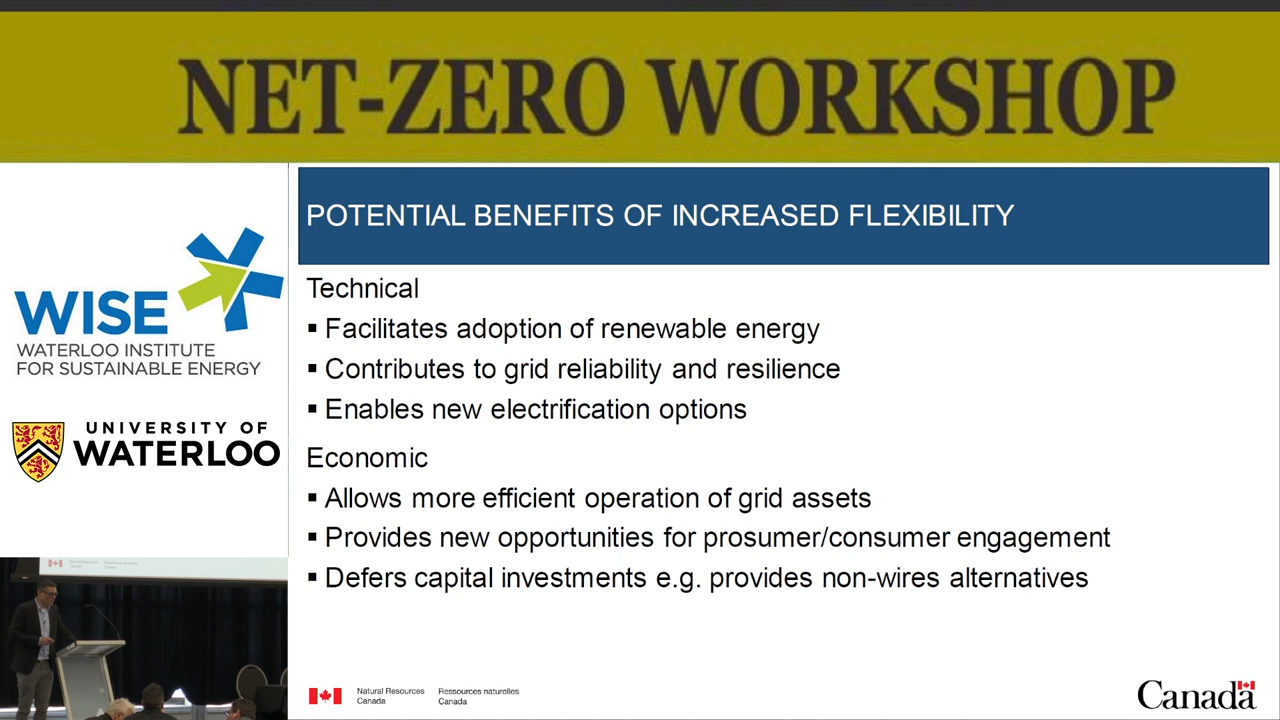 NET-ZERO WORKSHOP
WISE
WATERLOO INSTITUTE
FOR SUSTAINABLE ENERGY
UNIVERSITY OF
WATERLOO
POTENTIAL BENEFITS OF INCREASED FLEXIBILITY
Technical
▪ Facilitates adoption of renewable energy
▪ Contributes to grid reliability and resilience
▪ Enables new electrification options
Economic
▪ Allows more efficient operation of grid assets
▪ Provides new opportunities for prosumer/consumer engagement
▪ Defers capital investments e.g. provides non-wires alternatives
Natural Resources
Canada
Ressources naturelles
Canada
Canada